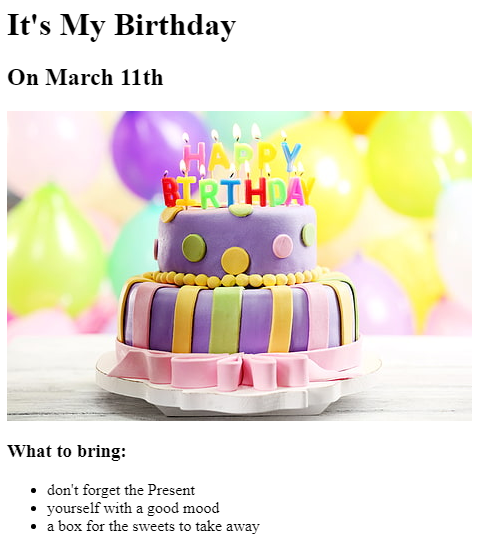 It's My Birthday
On March 11th
HAPPY
BIRTHDAY
What to bring:
don't forget the Present
yourself with a good mood
a box for the sweets to take away